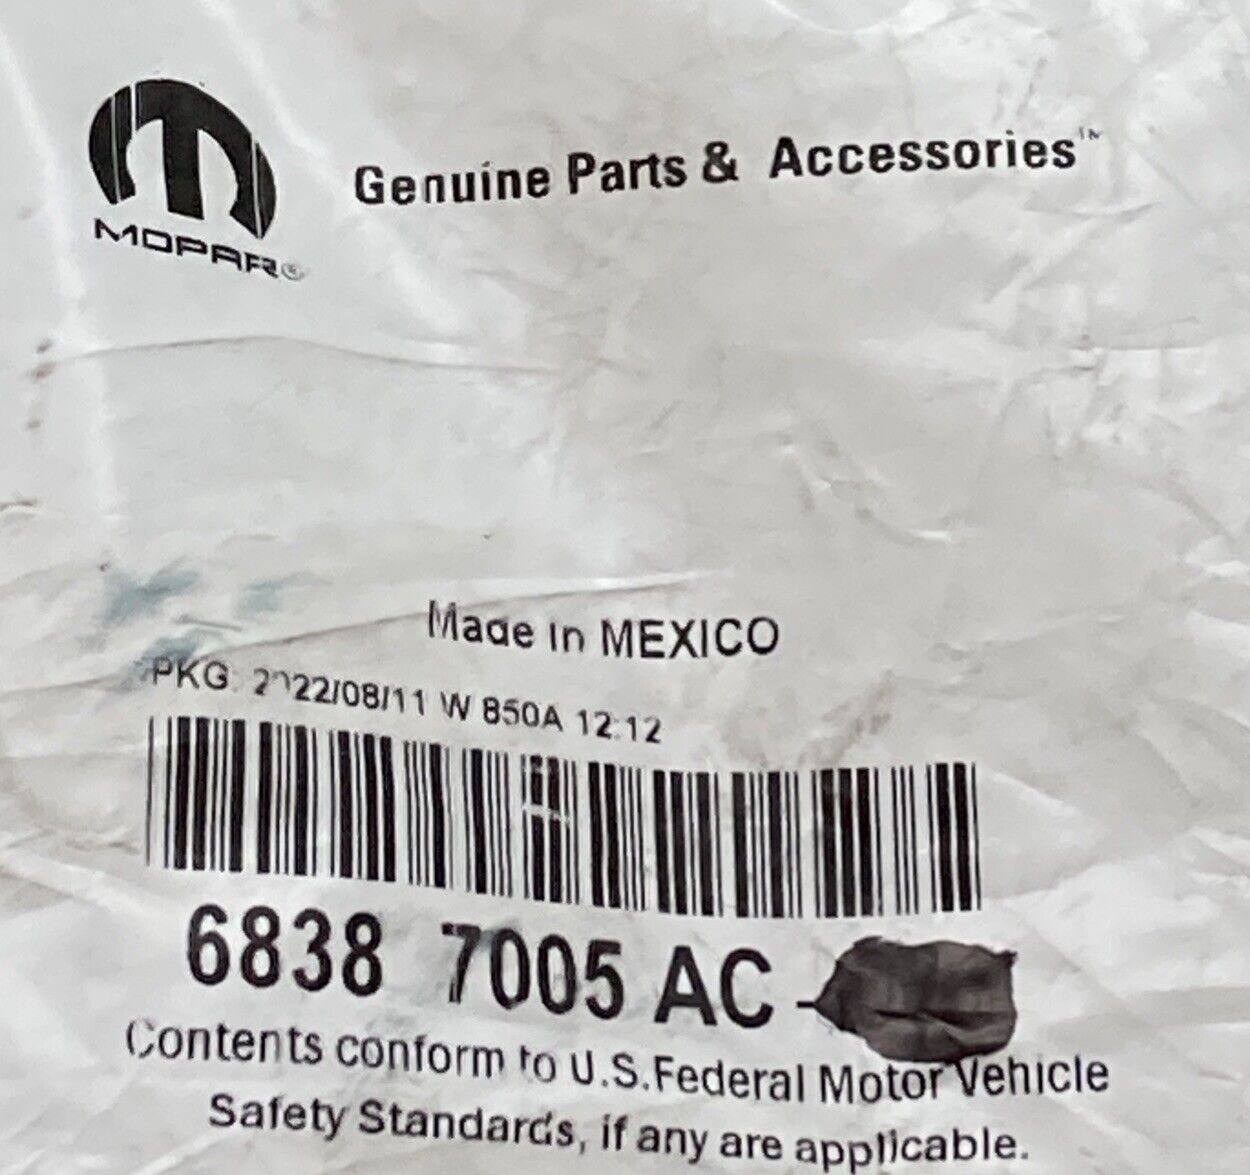 MOPAR®
Genuine Parts & Accessories™
Made in MEXICO
PKG: 2022/08/11 W 850A 12:12
6838 7005 AC -
Contents conform to U.S.Federal Motor Vehicle
Safety Standards, if any are applicable.